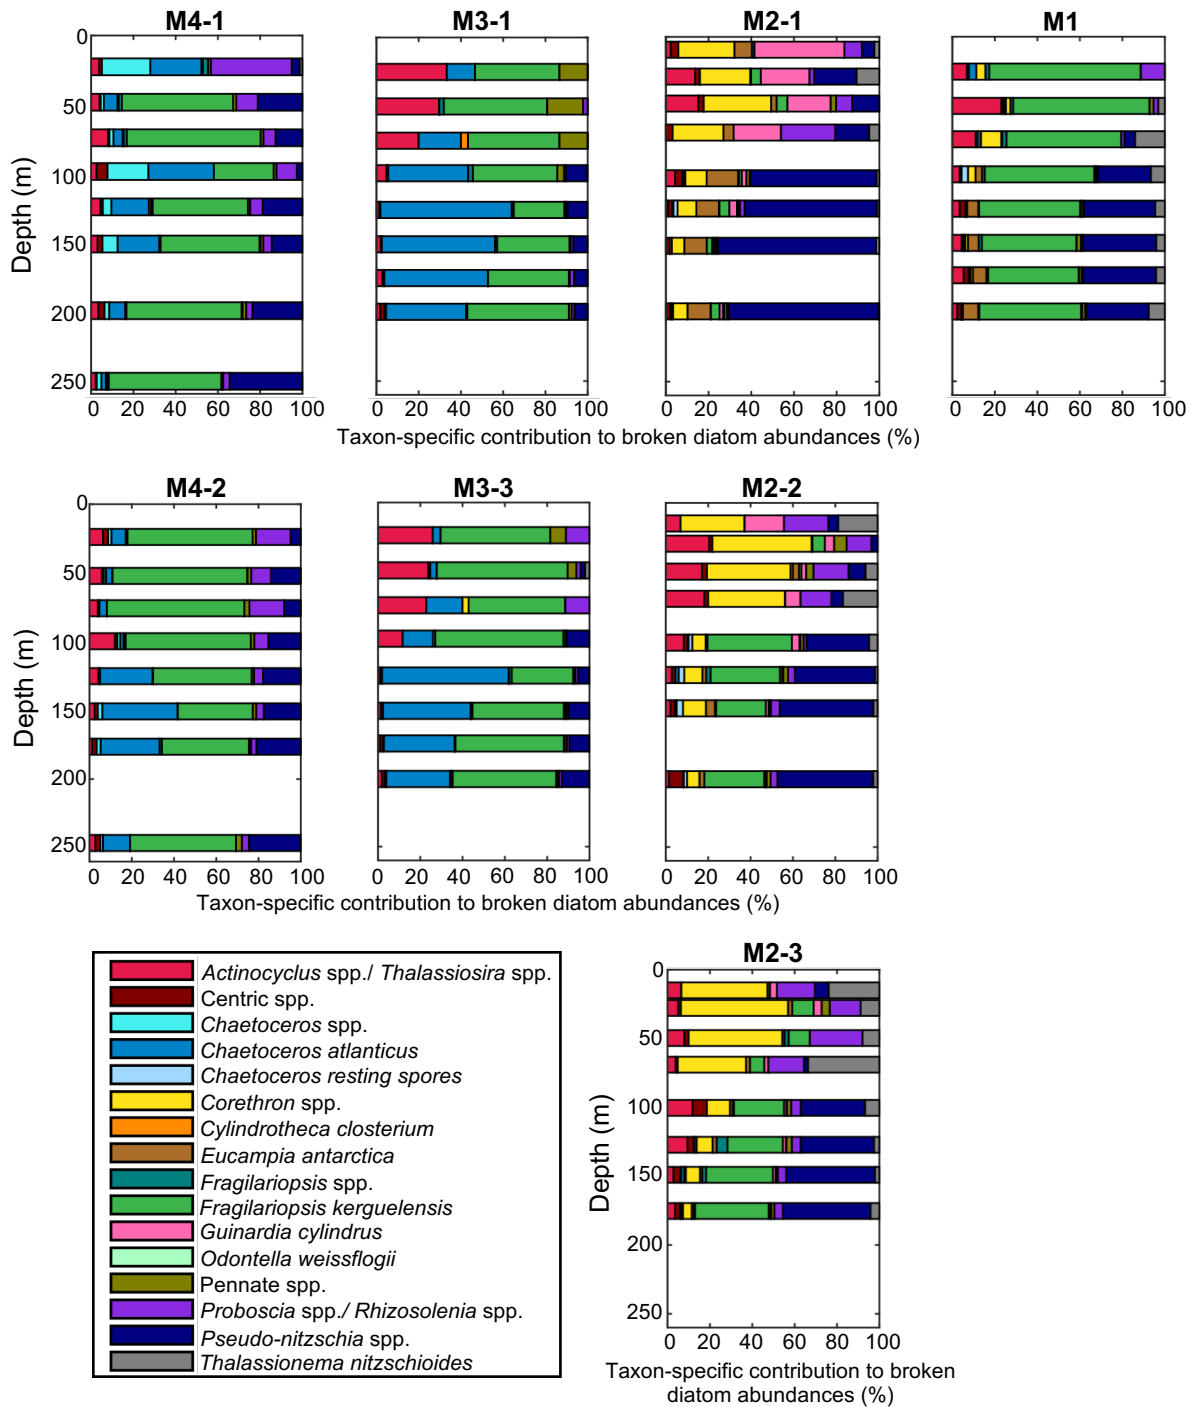 M4-1 M3-1 M2-1 M1
0
50
100
150
200
250
Depth (m)
0 20 40 60 80 100 0 20 40 60 80 100 0 20 40 60 80 100 0 20 40 60 80 100
Taxon-specific contribution to broken diatom abundances (%)
M4-2 M3-3 M2-2
0
50
100
150
200
250
Depth (m)
0 20 40 60 80 100 0 20 40 60 80 100 0 20 40 60 80 100
Taxon-specific contribution to broken diatom abundances (%)
Actinocyclus spp./ Thalassiosira spp.
Centric spp.
Chaetoceros spp.
Chaetoceros atlanticus
Chaetoceros resting spores
Corethron spp.
Cylindrotheca closterium
Eucampia antarctica
Fragilariopsis spp.
Fragilariopsis kerguelensis
Guinardia cylindrus
Odontella weissflogii
Pennate spp.
Proboscia spp./ Rhizosolenia spp.
Pseudo-nitzschia spp.
Thalassionema nitzschioides
M2-3
0
50
100
150
200
250
Depth (m)
0 20 40 60 80 100
Taxon-specific contribution to broken
diatom abundances (%)